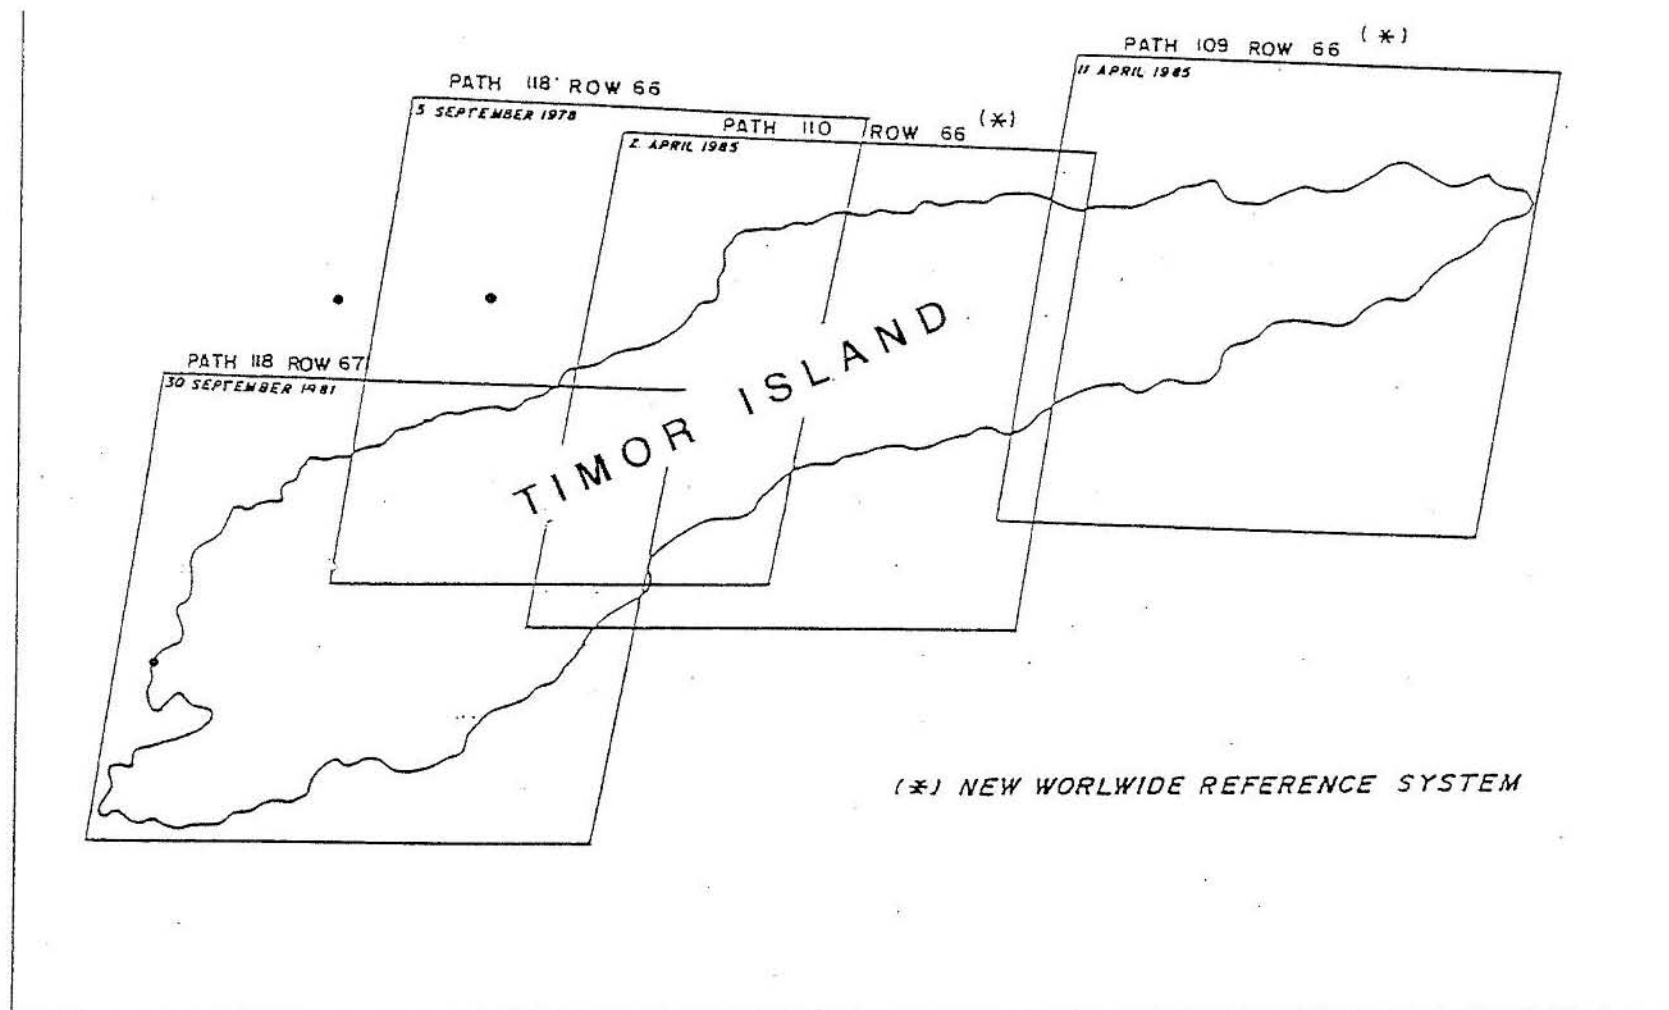 PATH 109 ROW 66 (*)
11 APRIL 1985
PATH 118 ROW 66
5 SEPTEMBER 1978
PATH 110 ROW 66 (*)
2 APRIL 1985
PATH 118 ROW 67
30 SEPTEMBER 1981
TIMOR ISLAND
(*) NEW WORLWIDE REFERENCE SYSTEM